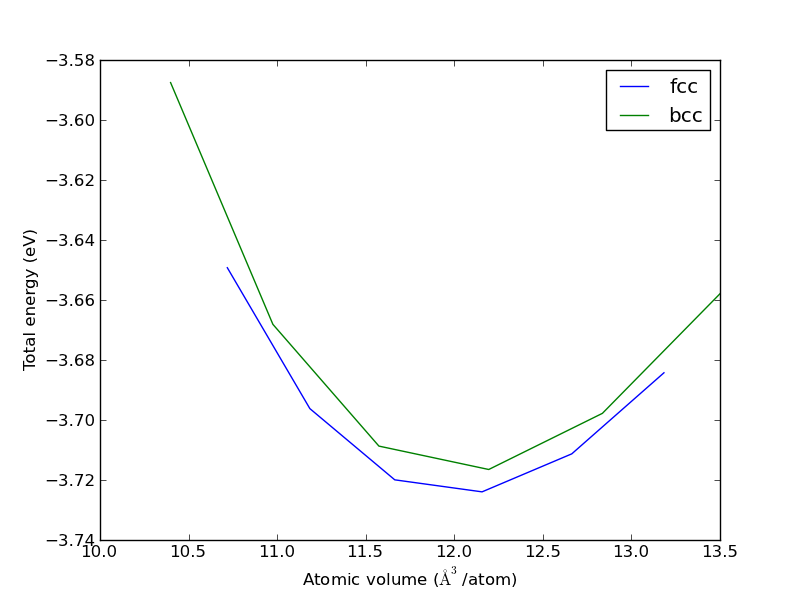 −3.58
−3.60
−3.62
−3.64
−3.66
−3.68
−3.70
−3.72
−3.74
Total energy (eV)
fcc
bcc
10.0 10.5 11.0 11.5 12.0 12.5 13.0 13.5
Atomic volume (Å³ /atom)